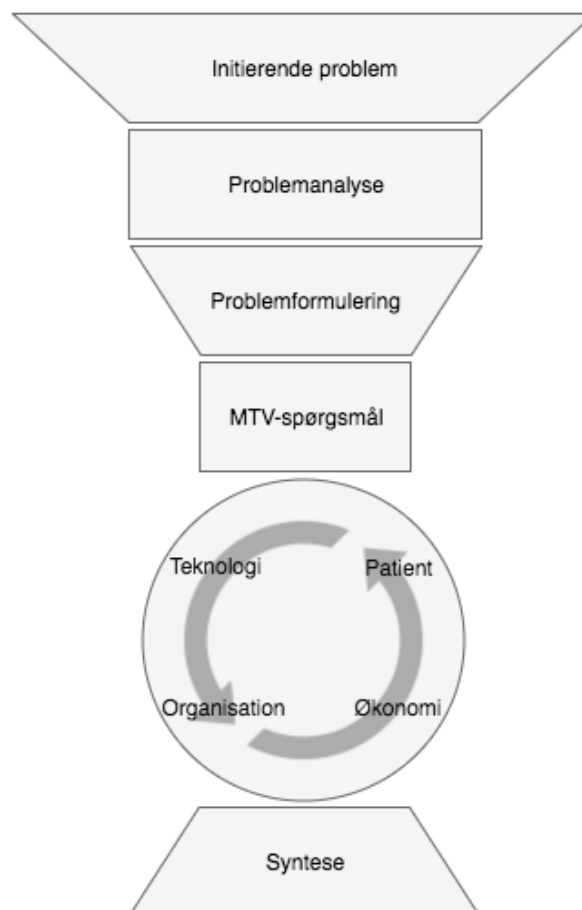 Initierende problem
Problemanalyse
Problemformulering
MTV-spørgsmål
Teknologi
Patient
Organisation
Økonomi
Syntese